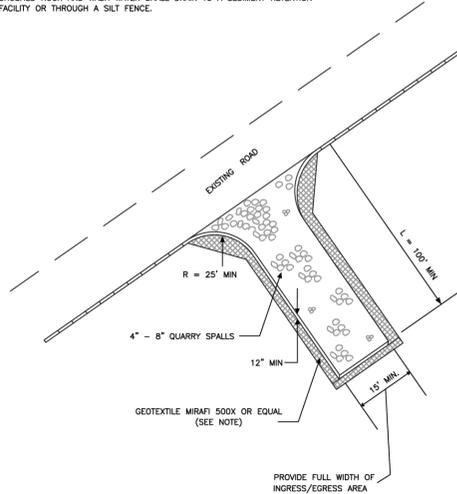 FACILITY OR THROUGH A SILT FENCE.
EXISTING ROAD
L = 100' MIN
R = 25' MIN
4" - 8" QUARRY SPALLS
12" MIN
15' MIN.
GEOTEXTILE MIRAFI 500X OR EQUAL
(SEE NOTE)
PROVIDE FULL WIDTH OF
INGRESS/EGRESS AREA